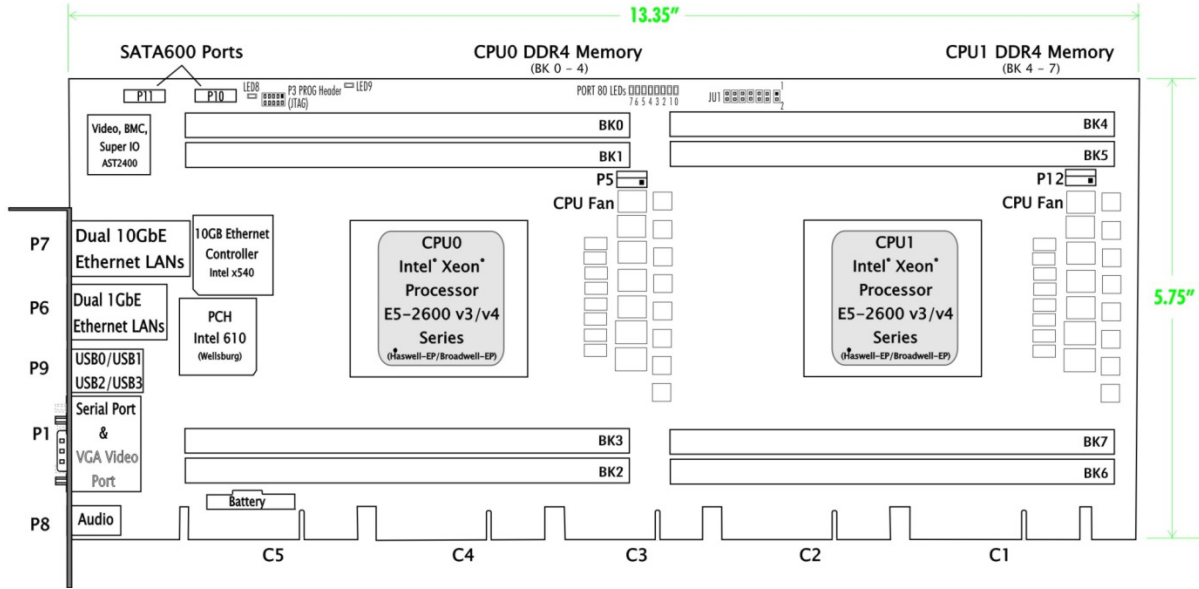 13.35"
SATA600 Ports
CPU0 DDR4 Memory
(BK 0 – 4)
CPU1 DDR4 Memory
(BK 4 – 7)
P11
P10
LED8
P3 PROG Header
(JTAG)
LED9
PORT 80 LEDs
7 6 5 4 3 2 1 0
JU1
1
2
Video, BMC,
Super IO
AST2400
BK0
BK1
BK4
BK5
P5
CPU Fan
P12
CPU Fan
P7
Dual 10GbE
Ethernet LANs
10GB Ethernet
Controller
Intel x540
P6
Dual 1GbE
Ethernet LANs
PCH
Intel 610
(Wellsburg)
CPU0
Intel® Xeon®
Processor
E5-2600 v3/v4
Series
(Haswell-EP/Broadwell-EP)
CPU1
Intel® Xeon®
Processor
E5-2600 v3/v4
Series
(Haswell-EP/Broadwell-EP)
5.75"
P9
USB0/USB1
USB2/USB3
P1
Serial Port
&
VGA Video
Port
BK3
BK2
BK7
BK6
Battery
P8
Audio
C5
C4
C3
C2
C1